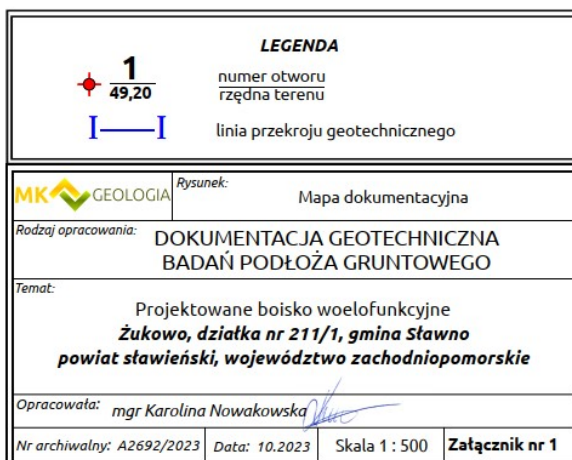 LEGENDA
1
49,20
numer otworu
rzędna terenu
I I
linia przekroju geotechnicznego
MK GEOLOGIA
Rysunek:
Mapa dokumentacyjna
Rodzaj opracowania:
DOKUMENTACJA GEOTECHNICZNA
BADAŃ PODŁOŻA GRUNTOWEGO
Temat:
Projektowane boisko woelofunkcyjne
Żukowo, działka nr 211/1, gmina Sławno
powiat sławieński, województwo zachodniopomorskie
Opracowała: mgr Karolina Nowakowska
Nr archiwalny: A2692/2023 Data: 10.2023 Skala 1 : 500 Załącznik nr 1